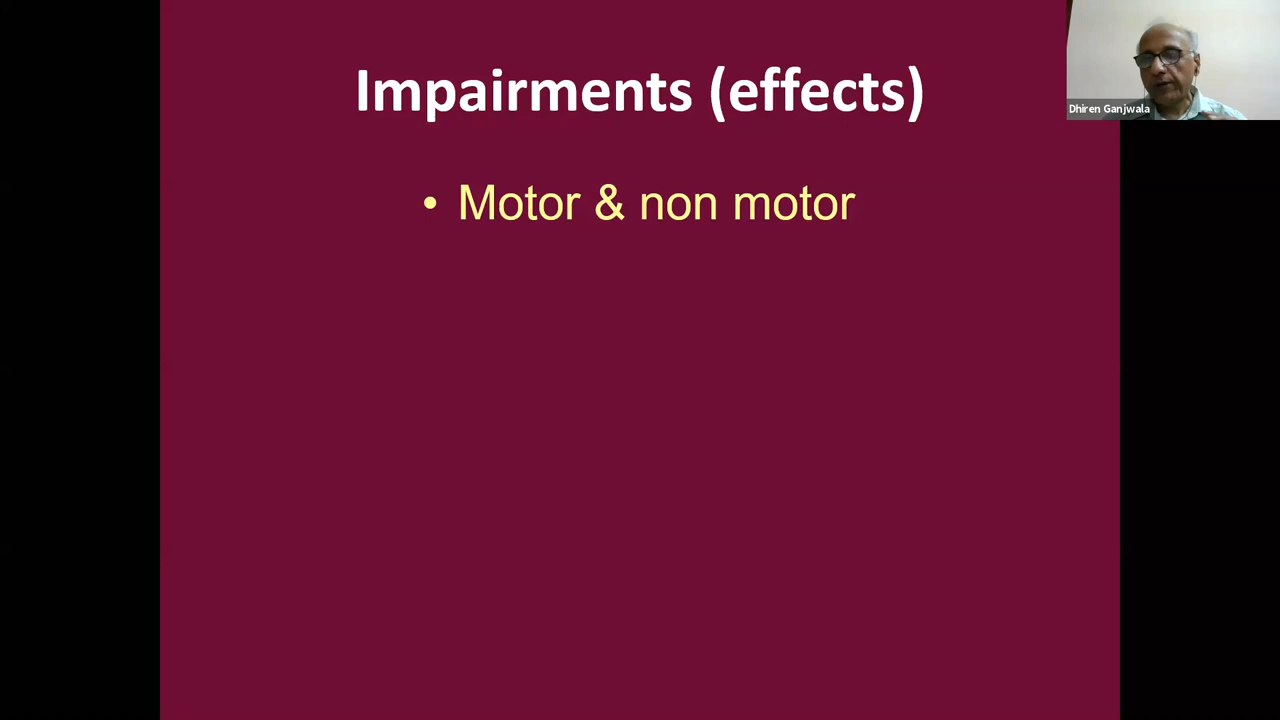 Impairments (effects)
Dhiren Ganjwala
• Motor & non motor